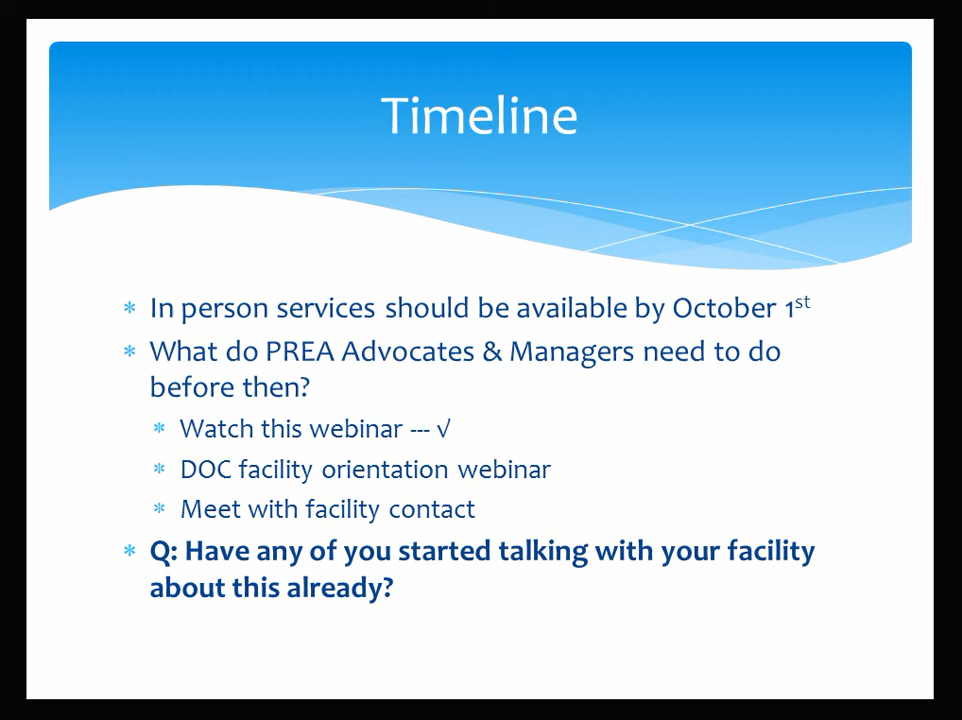 Timeline
* In person services should be available by October 1st
* What do PREA Advocates & Managers need to do
before then?
* Watch this webinar --- √
* DOC facility orientation webinar
* Meet with facility contact
* Q: Have any of you started talking with your facility
about this already?